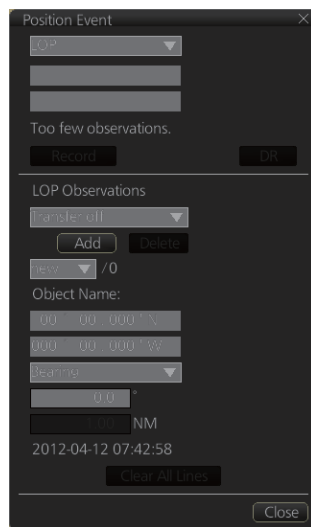 Position Event
LOP
Too few observations.
Record DR
LOP Observations
Transfer off
Add Delete
new /0
Object Name:
00 ° 00 .000 ' N
000 ° 00 .000 ' W
Bearing
0.0 °
1.00 NM
2012-04-12 07:42:58
Clear All Lines
Close